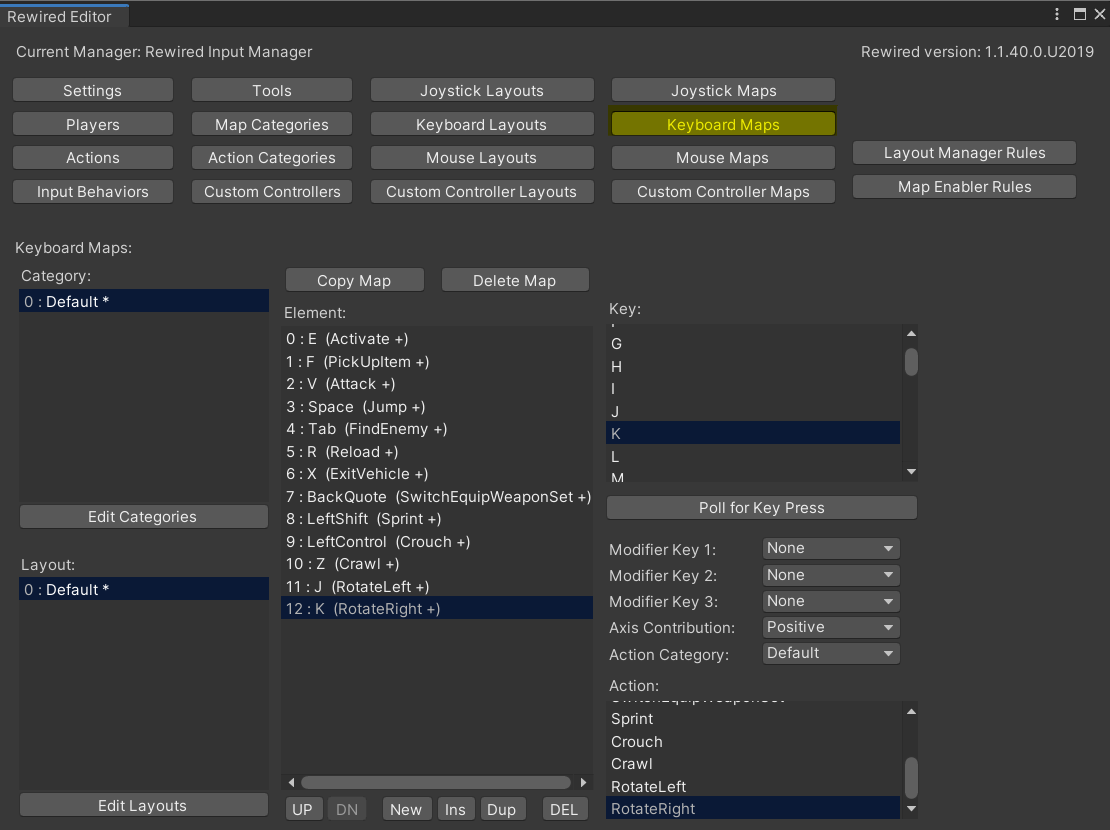 Rewired Editor
Current Manager: Rewired Input Manager
Rewired version: 1.1.40.0.U2019
Settings
Tools
Joystick Layouts
Joystick Maps
Players
Map Categories
Keyboard Layouts
Keyboard Maps
Actions
Action Categories
Mouse Layouts
Mouse Maps
Layout Manager Rules
Input Behaviors
Custom Controllers
Custom Controller Layouts
Custom Controller Maps
Map Enabler Rules
Keyboard Maps:
Category:
0 : Default *
Edit Categories
Layout:
0 : Default *
Edit Layouts
Copy Map
Delete Map
Element:
0 : E (Activate +)
1 : F (PickUpItem +)
2 : V (Attack +)
3 : Space (Jump +)
4 : Tab (FindEnemy +)
5 : R (Reload +)
6 : X (ExitVehicle +)
7 : BackQuote (SwitchEquipWeaponSet +)
8 : LeftShift (Sprint +)
9 : LeftControl (Crouch +)
10 : Z (Crawl +)
11 : J (RotateLeft +)
12 : K (RotateRight +)
UP
DN
New
Ins
Dup
DEL
Key:
G
H
I
J
K
L
M
Poll for Key Press
Modifier Key 1: None
Modifier Key 2: None
Modifier Key 3: None
Axis Contribution: Positive
Action Category: Default
Action:
SwitchEquipWeaponSet
Sprint
Crouch
Crawl
RotateLeft
RotateRight